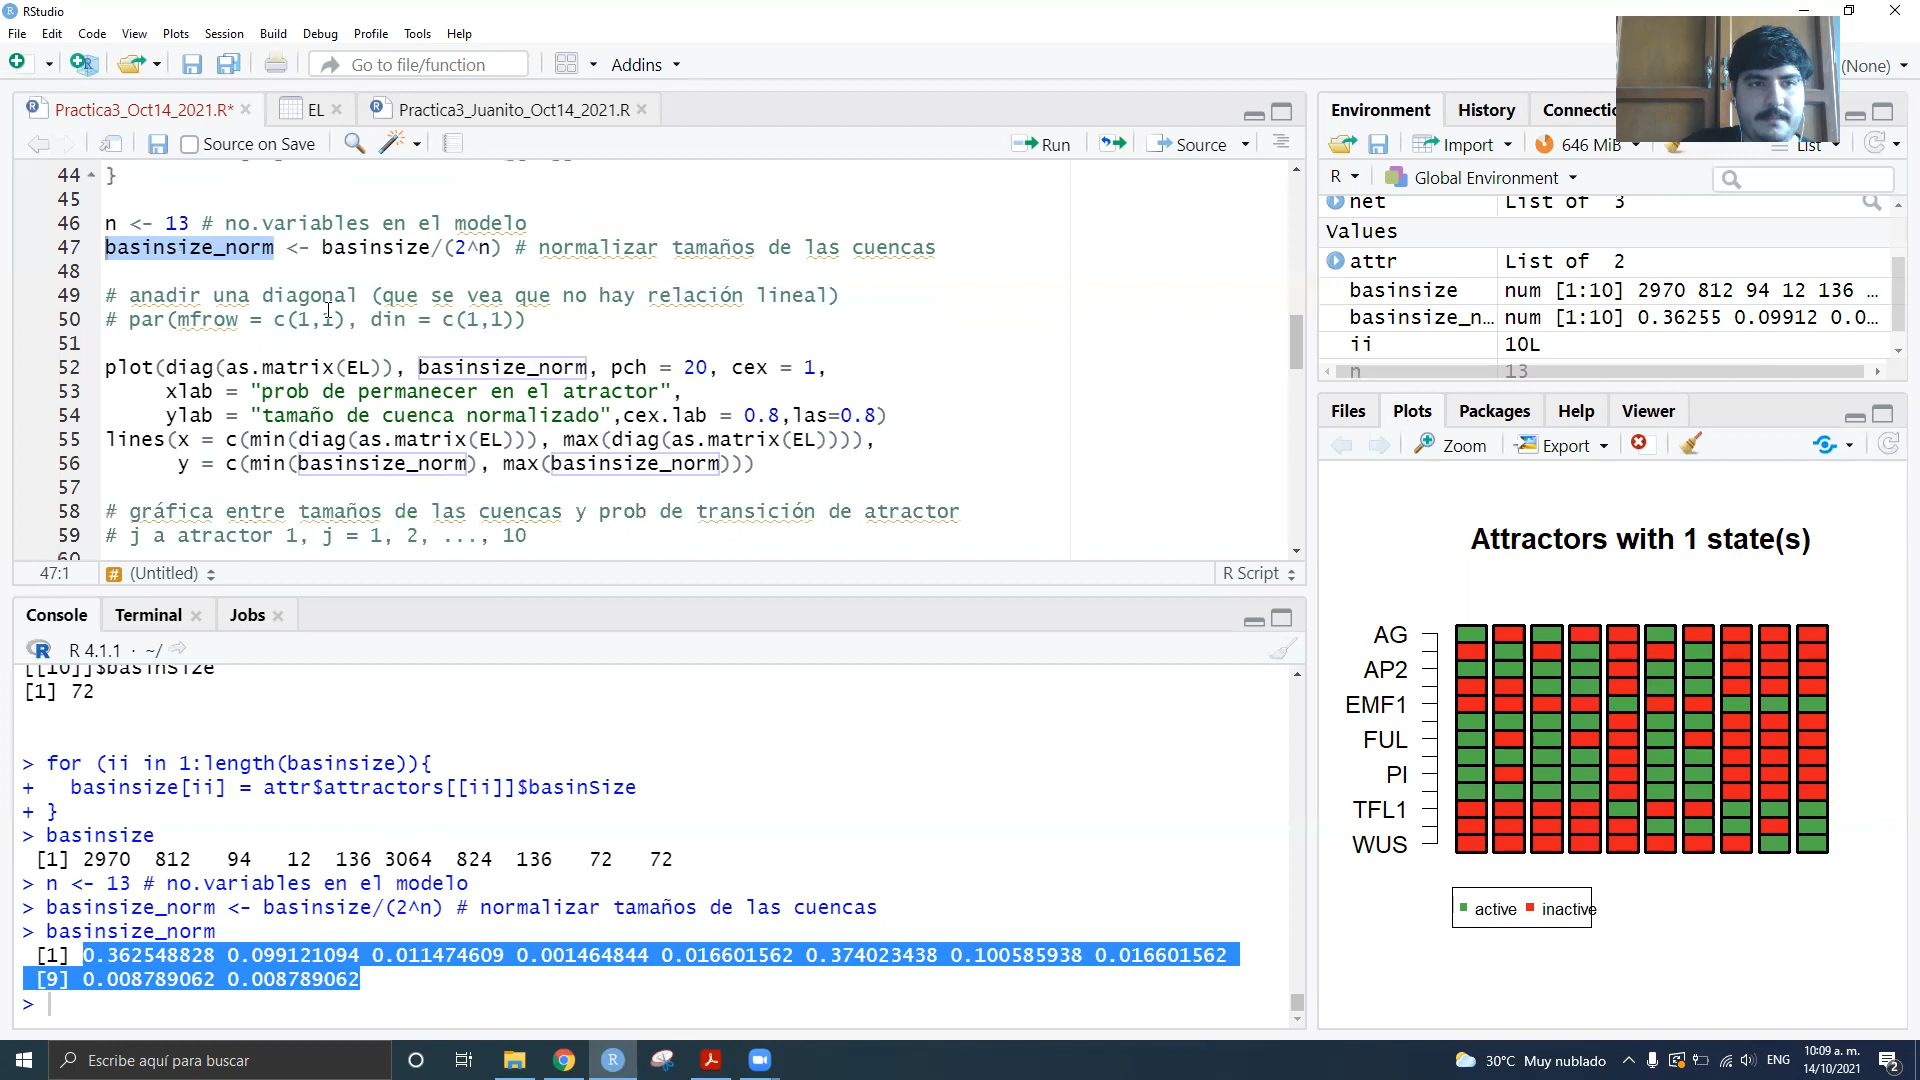 RStudio
File Edit Code View Plots Session Build Debug Profile Tools Help
Go to file/function
Addins
(None)
Practica3_Oct14_2021.R*
EL
Practica3_Juanito_Oct14_2021.R
Source on Save
Run
Source
44 }
45
46 n <- 13 # no.variables en el modelo
47 basinsize_norm <- basinsize/(2^n) # normalizar tamaños de las cuencas
48
49 # anadir una diagonal (que se vea que no hay relación lineal)
50 # par(mfrow = c(1,1), din = c(1,1))
51
52 plot(diag(as.matrix(EL)), basinsize_norm, pch = 20, cex = 1,
53 xlab = "prob de permanecer en el atractor",
54 ylab = "tamaño de cuenca normalizado",cex.lab = 0.8,las=0.8)
55 lines(x = c(min(diag(as.matrix(EL))), max(diag(as.matrix(EL)))),
56 y = c(min(basinsize_norm), max(basinsize_norm)))
57
58 # gráfica entre tamaños de las cuencas y prob de transición de atractor
59 # j a atractor 1, j = 1, 2, ..., 10
60
47:1
(Untitled)
R Script
Console Terminal Jobs
R 4.1.1 · ~/
[[10]]$basinSize
[1] 72
> for (ii in 1:length(basinsize)){
+ basinsize[ii] = attr$attractors[[ii]]$basinSize
+ }
> basinsize
[1] 2970 812 94 12 136 3064 824 136 72 72
> n <- 13 # no.variables en el modelo
> basinsize_norm <- basinsize/(2^n) # normalizar tamaños de las cuencas
> basinsize_norm
[1] 0.362548828 0.099121094 0.011474609 0.001464844 0.016601562 0.374023438 0.100585938 0.016601562
[9] 0.008789062 0.008789062
>
Environment History Connectio
Import
646 MiB
List
R
Global Environment
net List of 3
Values
attr List of 2
basinsize num [1:10] 2970 812 94 12 136 ...
basinsize_n... num [1:10] 0.36255 0.09912 0.0...
ii 10L
n 13
Files Plots Packages Help Viewer
Zoom
Export
Attractors with 1 state(s)
AG
AP2
EMF1
FUL
PI
TFL1
WUS
active inactive
Escribe aquí para buscar
30°C Muy nublado
ENG
10:09 a. m.
14/10/2021
2